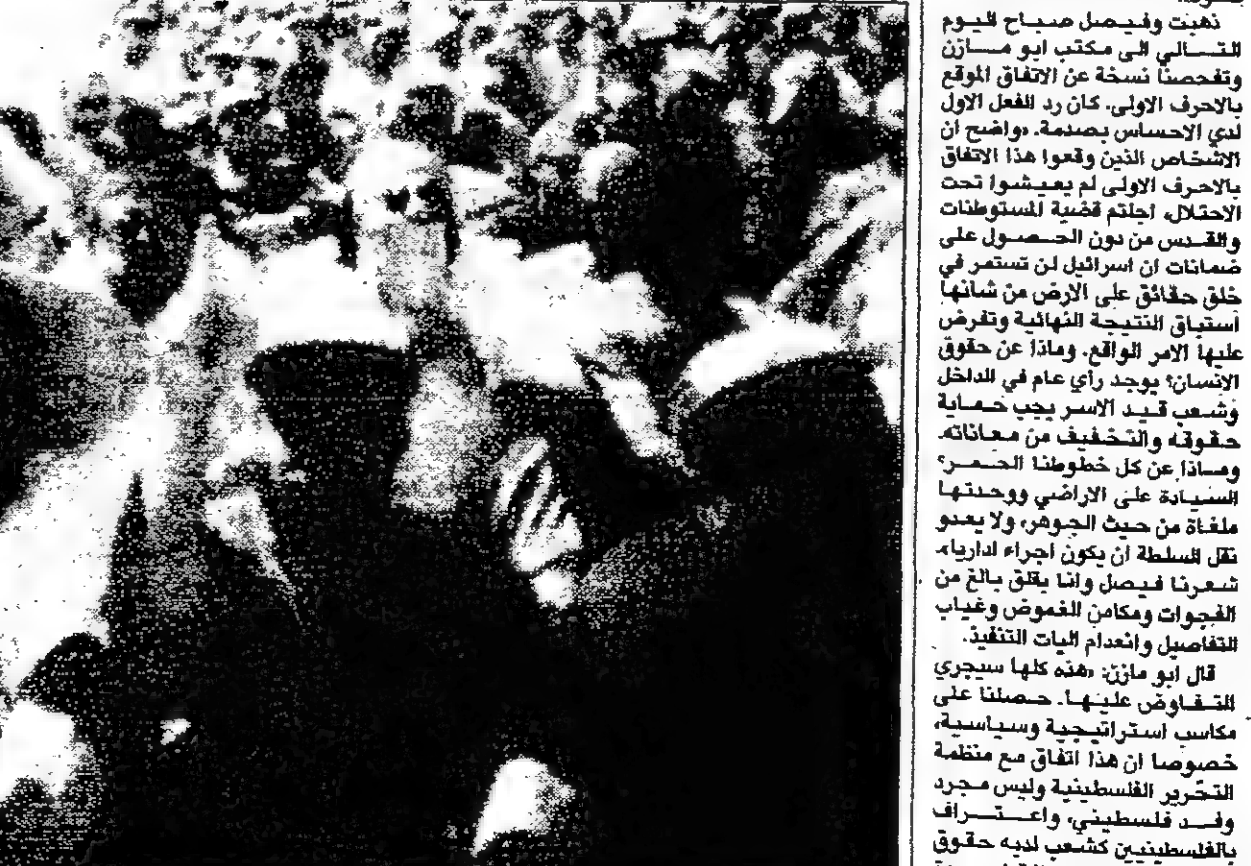 ذهبت وفيصل صباح اليوم
التالي الى مكتب ابو مازن
وتفحصنا نسخة عن الاتفاق الموقع
بالاحرف الاولى. كان رد الفعل الاول
لدي الاحساس بصدمة. «واضح ان
الاشخاص الذين وقعوا هذا الاتفاق
بالاحرف الاولى لم يعيشوا تحت
الاحتلال. اجلتم قضية المستوطنات
والقدس من دون الحصول على
ضمانات ان اسرائيل لن تستمر في
خلق حقائق على الارض من شانها
استباق النتيجة النهائية وتفرض
عليها الامر الواقع. وماذا عن حقوق
الانسان؟ يوجد رأي عام في الداخل
وشعب قيد الاسر يجب حماية
حقوقه والتخفيف من معاناته.
وماذا عن كل خطوطنا الحمر؟
السيادة على الاراضي ووحدتها
ملغاة من حيث الجوهر، ولا يعدو
نقل السلطة ان يكون اجراء اداريا».
شعرنا فيصل وانا بقلق بالغ من
الفجوات ومكامن الغموض وغياب
التفاصيل وانعدام اليات التنفيذ.
قال ابو مازن: «هذه كلها سيجري
التفاوض عليها. حصلنا على
مكاسب استراتيجية وسياسية،
خصوصا ان هذا اتفاق مع منظمة
التحرير الفلسطينية وليس مجرد
وفد فلسطيني، واعتراف
بالفلسطينيين كشعب لديه حقوق